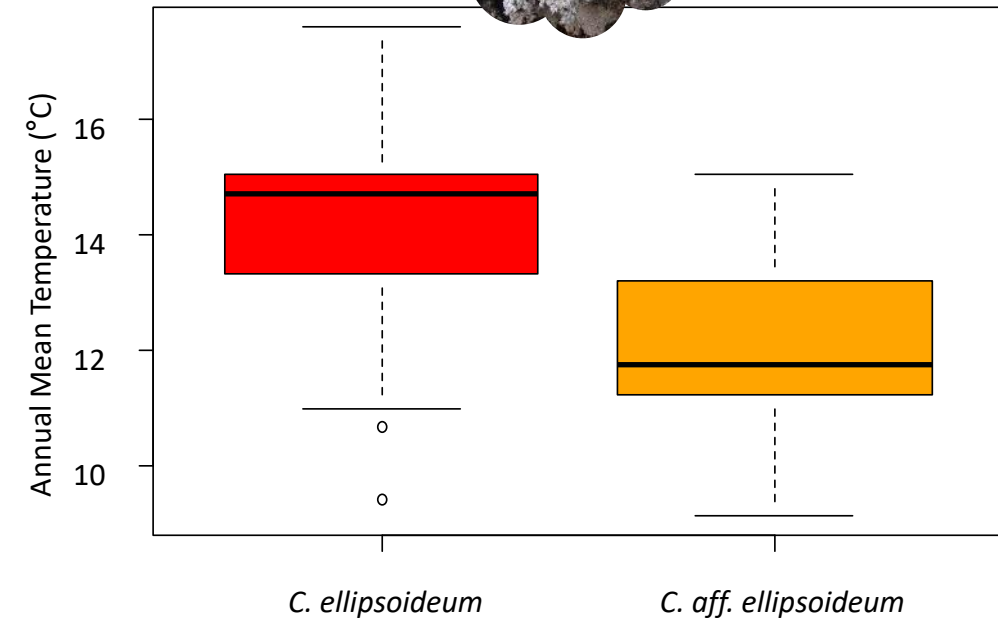 Annual Mean Temperature (°C)
16
14
12
10
C. ellipsoideum
C. aff. ellipsoideum